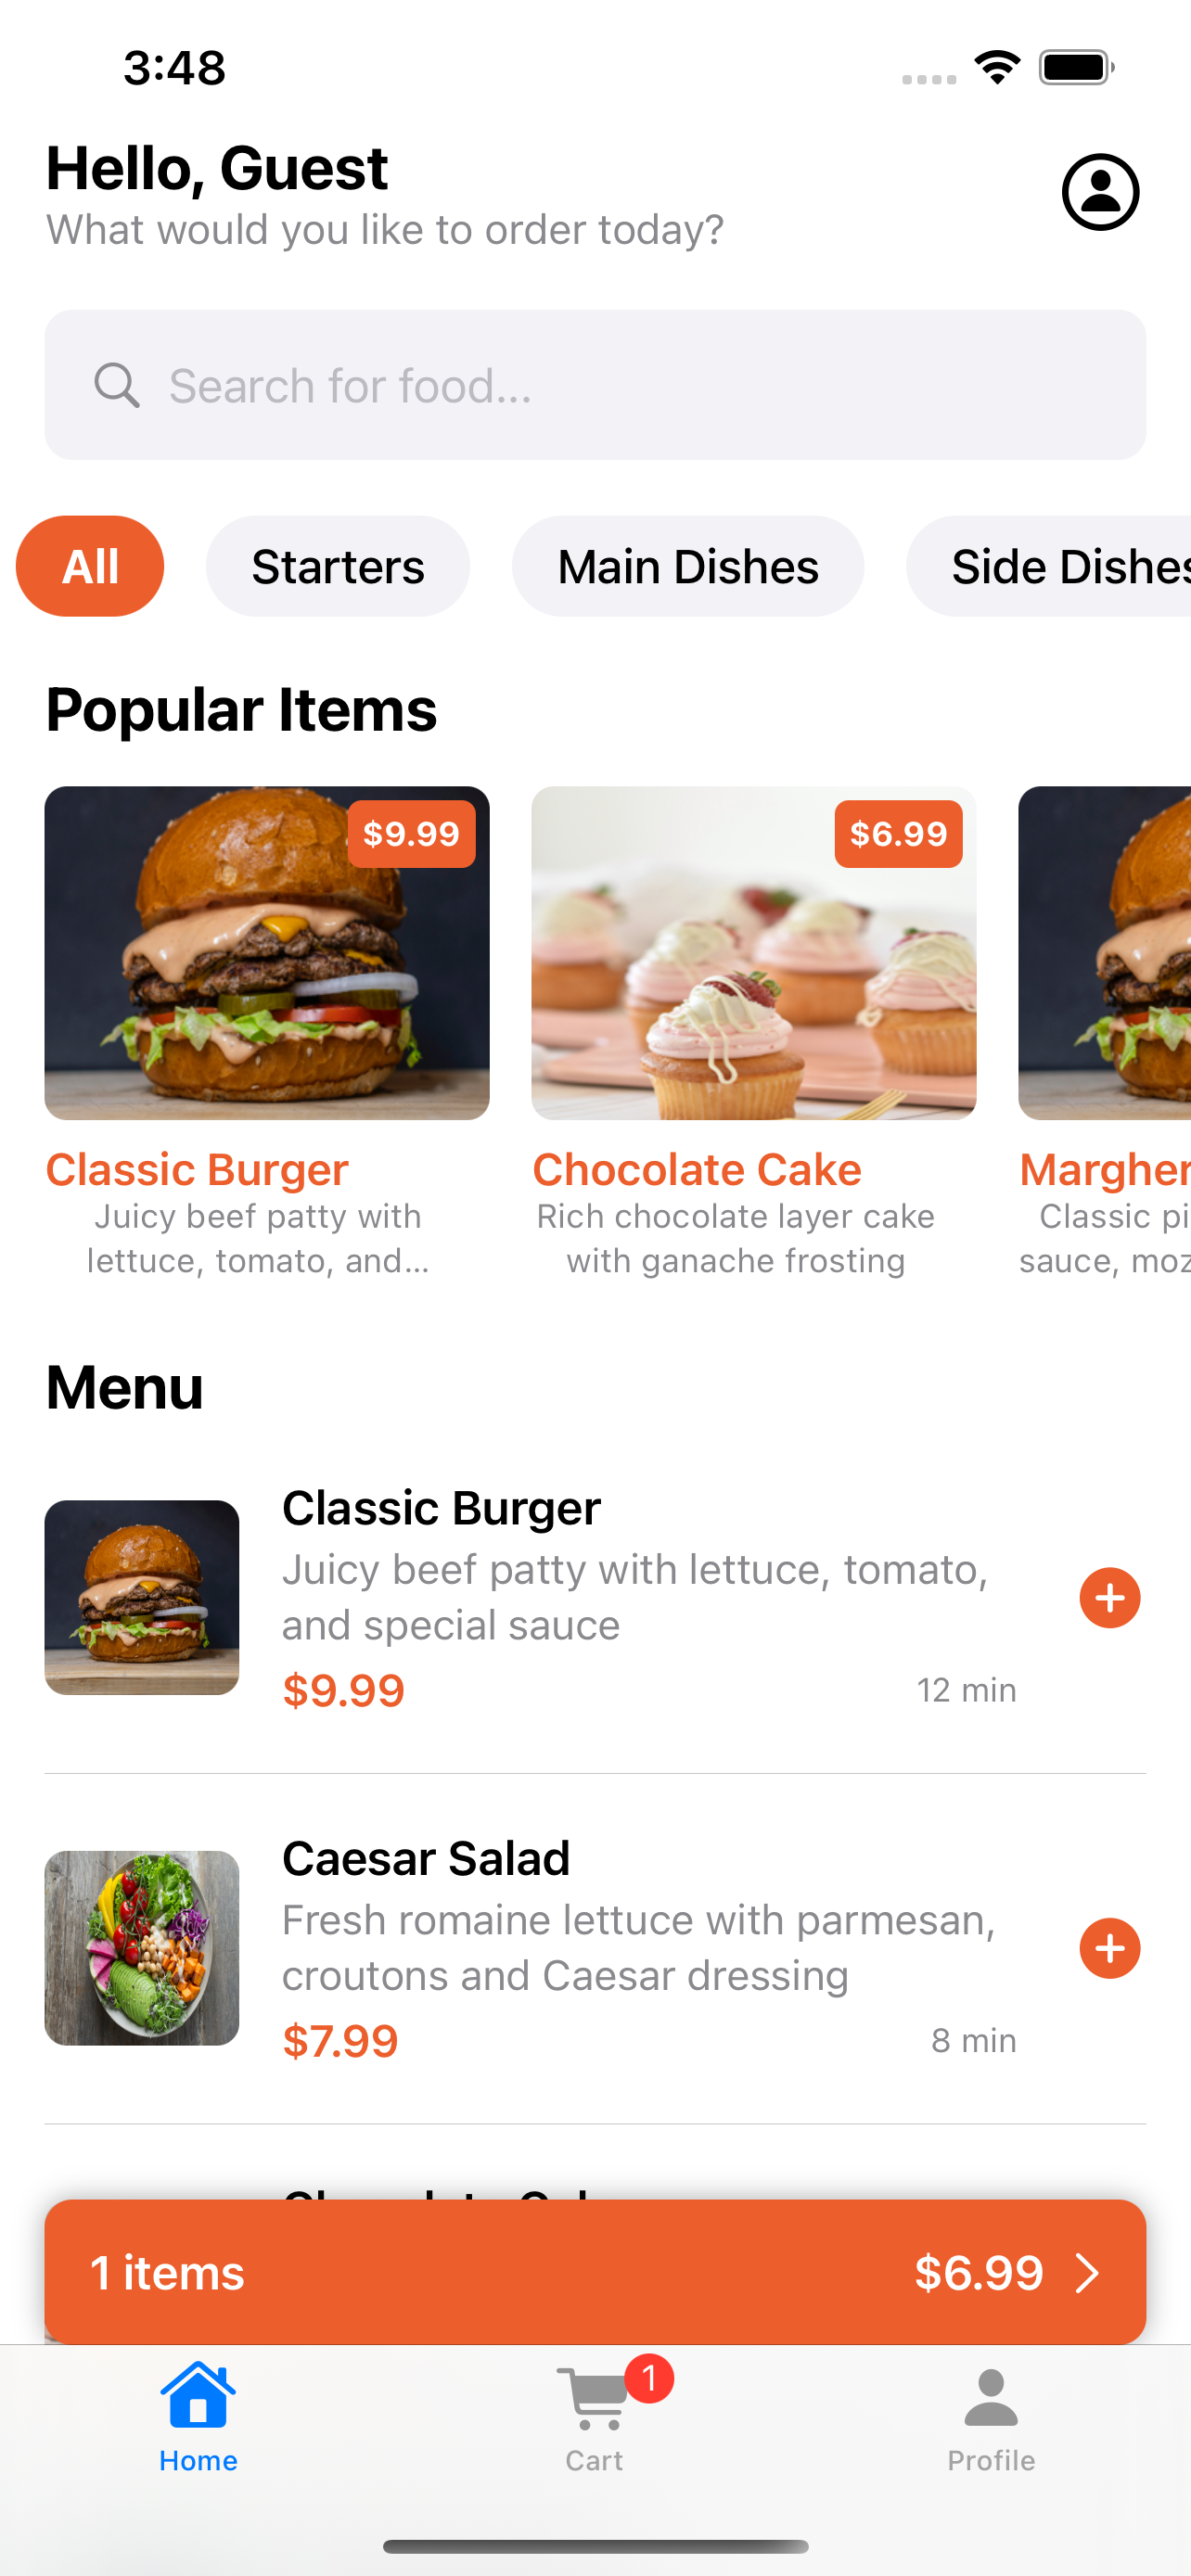 3:48
Hello, Guest
What would you like to order today?
Search for food...
All
Starters
Main Dishes
Side Dishes
Popular Items
$9.99
$6.99
Classic Burger
Juicy beef patty with
lettuce, tomato, and...
Chocolate Cake
Rich chocolate layer cake
with ganache frosting
Margher
Classic pi
sauce, moz
Menu
Classic Burger
Juicy beef patty with lettuce, tomato,
and special sauce
$9.99
12 min
Caesar Salad
Fresh romaine lettuce with parmesan,
croutons and Caesar dressing
$7.99
8 min
1 items
$6.99
1
Home
Cart
Profile